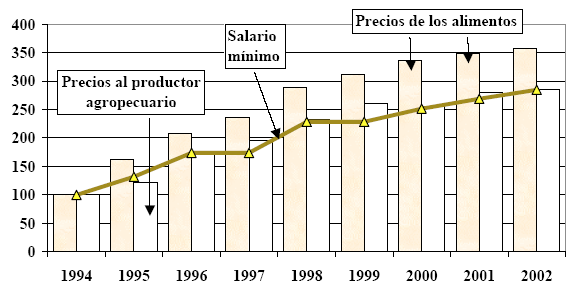 Precios de los alimentos
Salario
mínimo
Precios al productor
agropecuario
400
350
300
250
200
150
100
50
0
1994 1995 1996 1997 1998 1999 2000 2001 2002